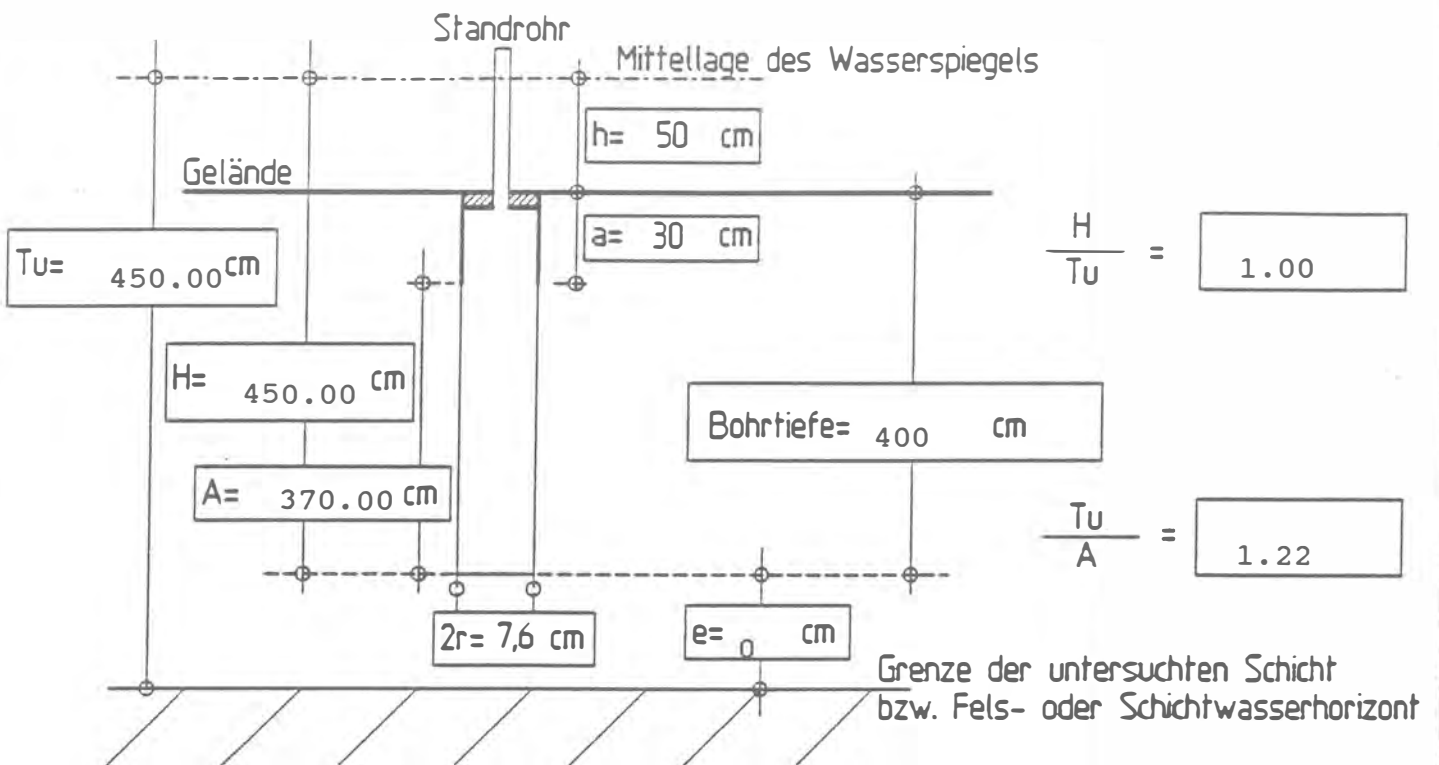 Standrohr
Mittellage des Wasserspiegels
h= 50 cm
Gelände
a= 30 cm
Tu= 450.00 cm
H
Tu
=
1.00
H= 450.00 cm
Bohrtiefe= 400 cm
A= 370.00 cm
Tu
A
=
1.22
2r= 7,6 cm
e= 0 cm
Grenze der untersuchten Schicht
bzw. Fels- oder Schichtwasserhorizont